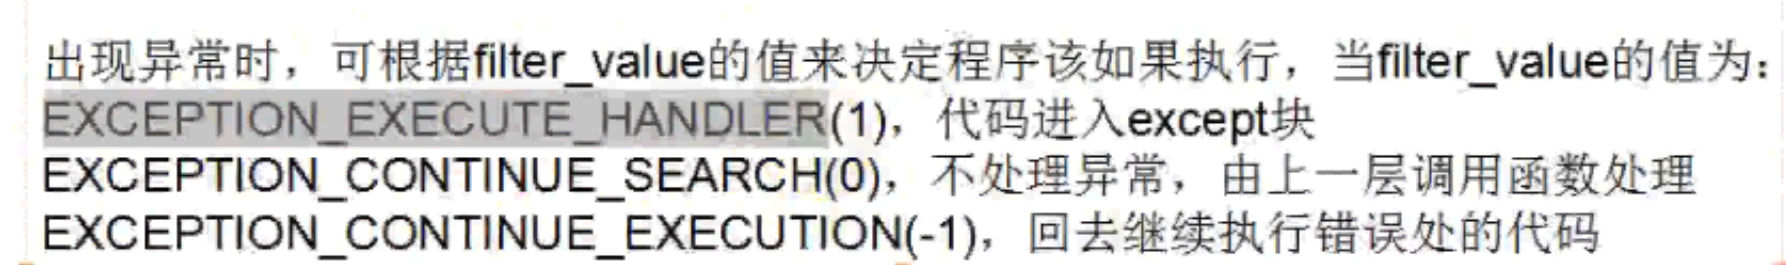 出现异常时，可根据filter_value的值来决定程序该如果执行，当filter_value的值为：
EXCEPTION_EXECUTE_HANDLER(1)，代码进入except块
EXCEPTION_CONTINUE_SEARCH(0)，不处理异常，由上一层调用函数处理
EXCEPTION_CONTINUE_EXECUTION(-1)，回去继续执行错误处的代码